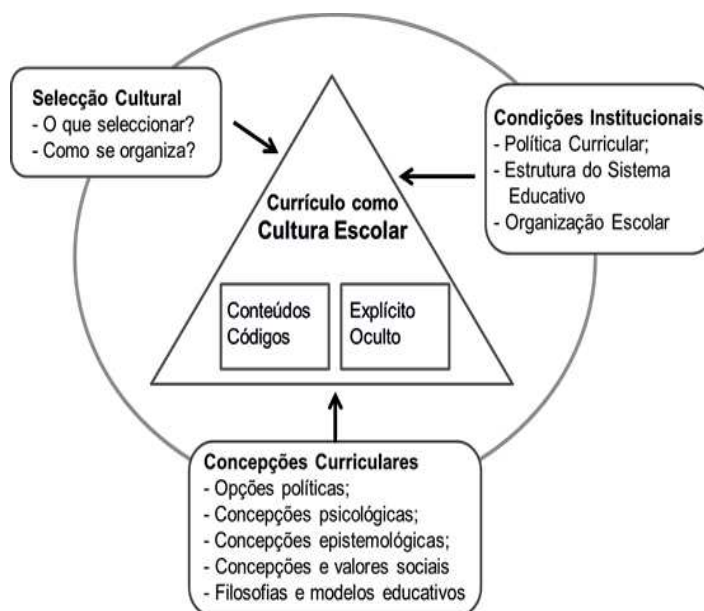 Selecção Cultural
- O que seleccionar?
- Como se organiza?
Condições Institucionais
- Política Curricular;
- Estrutura do Sistema
Educativo
- Organização Escolar
Currículo como
Cultura Escolar
Conteúdos
Códigos
Explícito
Oculto
Concepções Curriculares
- Opções políticas;
- Concepções psicológicas;
- Concepções epistemológicas;
- Concepções e valores sociais
- Filosofias e modelos educativos